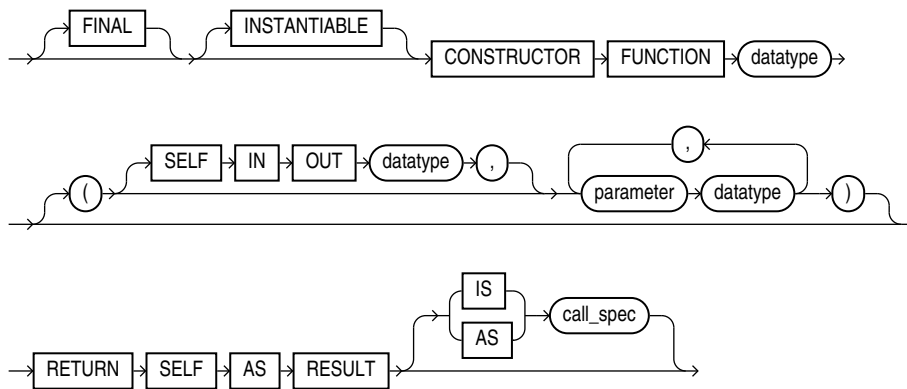 FINAL INSTANTIABLE
CONSTRUCTOR FUNCTION datatype
SELF IN OUT datatype , ,
( parameter datatype )
IS
AS call_spec
RETURN SELF AS RESULT